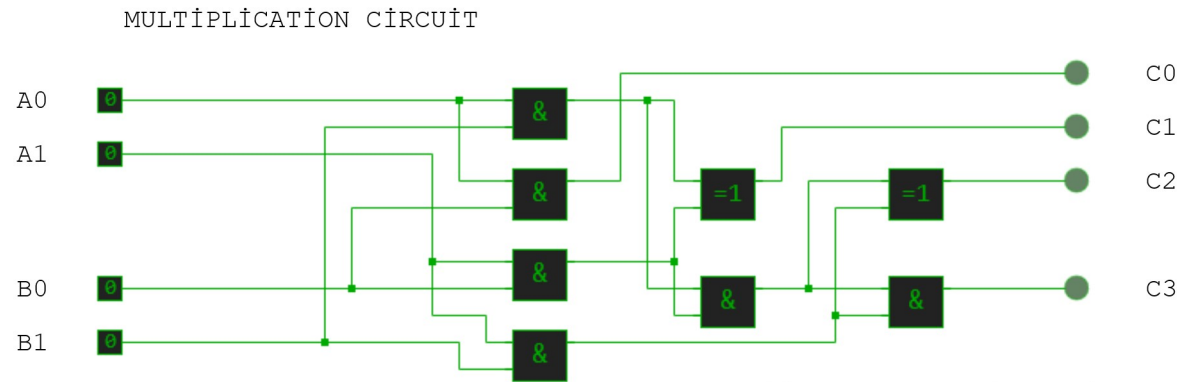 MULTİPLİCATİON CİRCUİT
C0
A0 0 &
C1
A1 0
& =1 =1 C2
&
B0 0 & & C3
B1 0
&